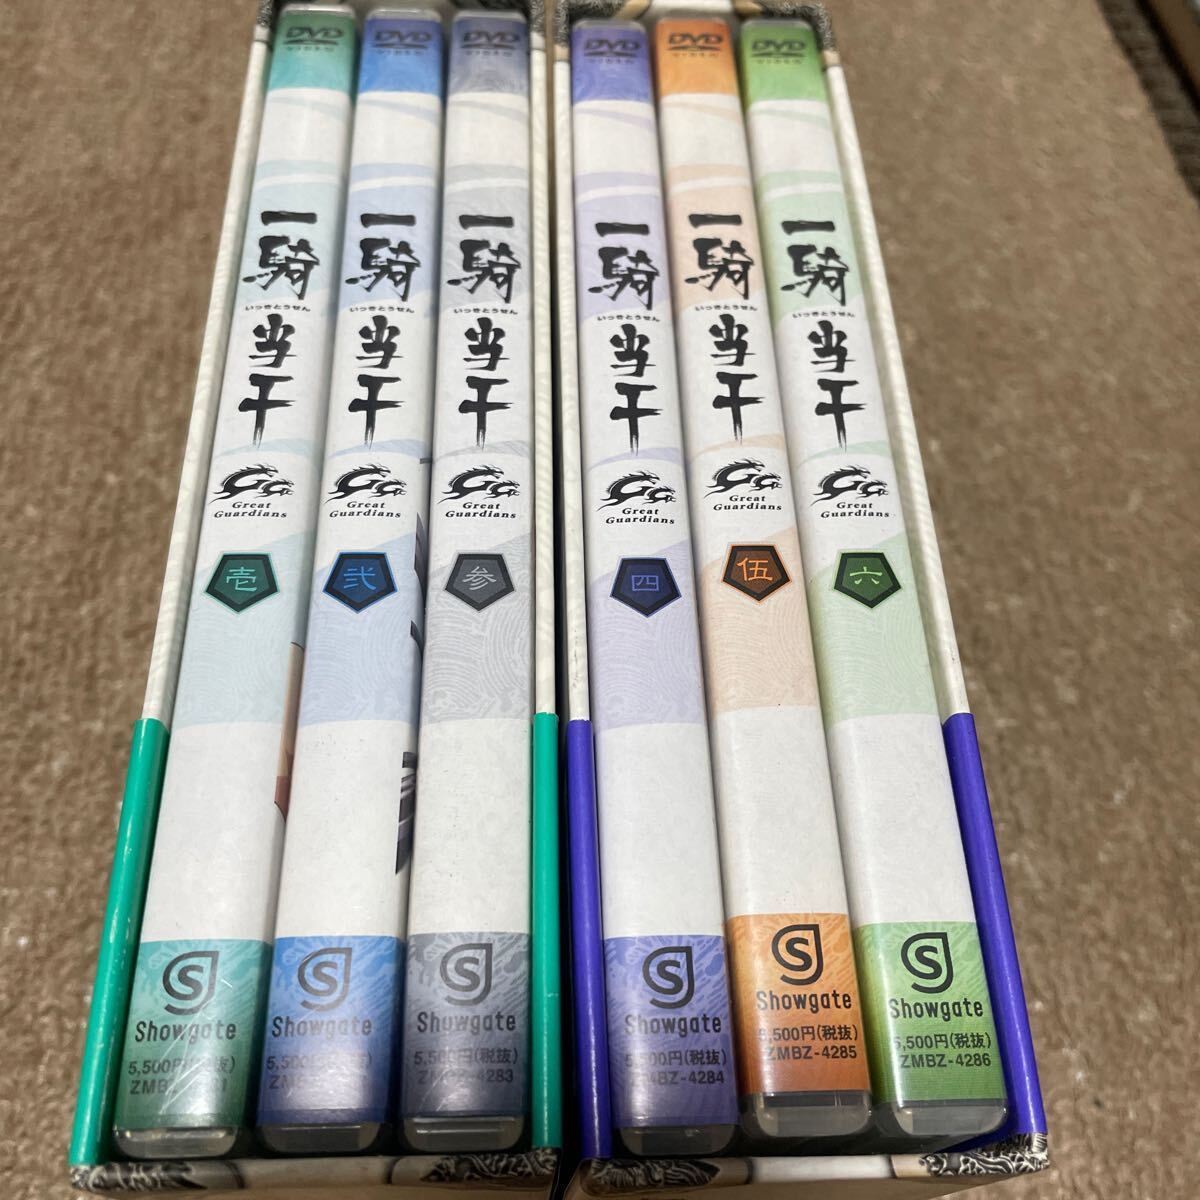 DVD
VIDEO
一騎当千
いっきとうせん
GG
Great
Guardians
壱
S
Showgate
5,500円(税抜)
DVD
VIDEO
一騎当千
いっきとうせん
GG
Great
Guardians
弐
S
Showgate
DVD
VIDEO
一騎当千
いっきとうせん
GG
Great
Guardians
参
S
Showgate
5,500円(税抜)
ZMBZ-4283
DVD
VIDEO
一騎当千
いっきとうせん
GG
Great
Guardians
四
S
Showgate
5,500円(税抜)
ZMBZ-4284
DVD
VIDEO
一騎当千
いっきとうせん
GG
Great
Guardians
伍
S
Showgate
5,500円(税抜)
ZMBZ-4285
DVD
VIDEO
一騎当千
いっきとうせん
GG
Great
Guardians
六
S
Showgate
5,500円(税抜)
ZMBZ-4286